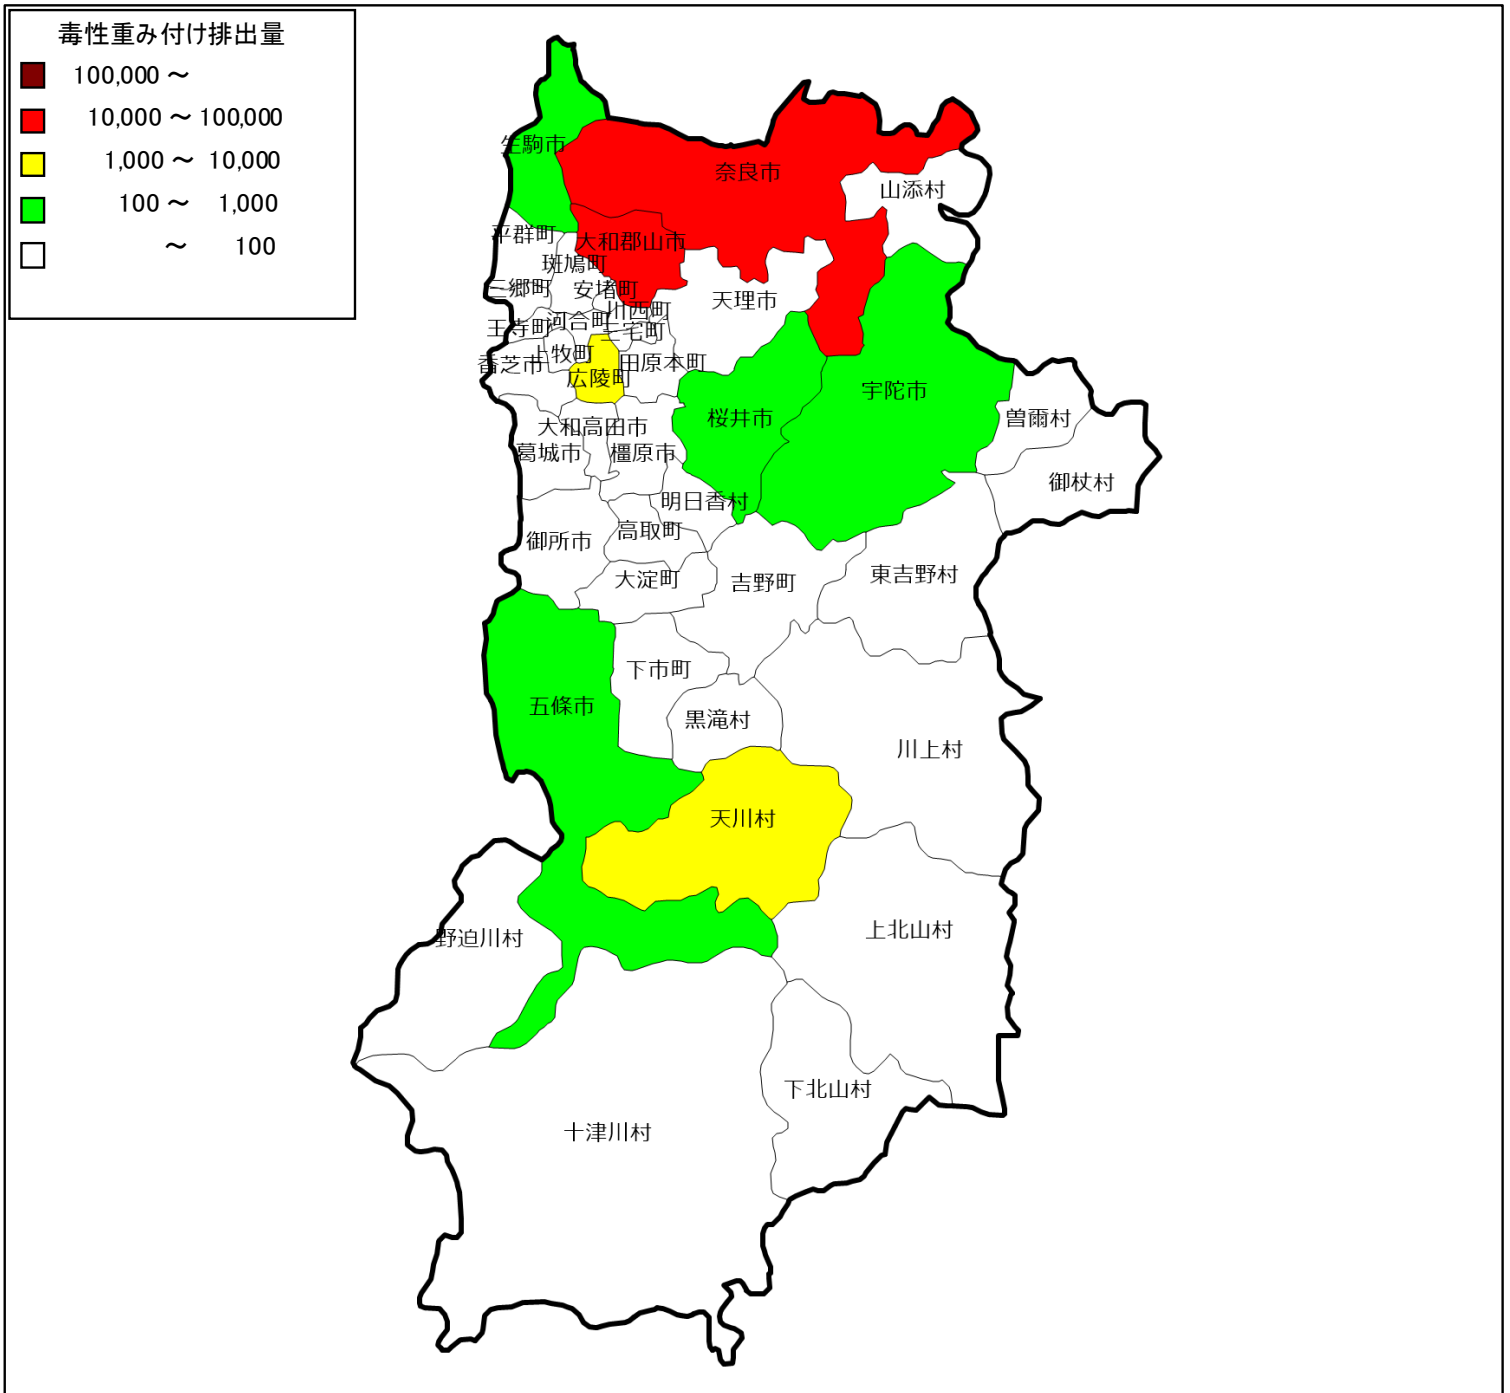 毒性重み付け排出量
100,000 ～
10,000 ～ 100,000
1,000 ～ 10,000
100 ～ 1,000
～ 100
生駒市
奈良市
山添村
平群町
大和郡山市
斑鳩町
三郷町
安堵町
天理市
川西町
王寺町
河合町
三宅町
上牧町
香芝市
田原本町
広陵町
宇陀市
桜井市
曽爾村
大和高田市
葛城市
橿原市
御杖村
明日香村
高取町
御所市
大淀町
吉野町
東吉野村
下市町
五條市
黒滝村
川上村
天川村
上北山村
野迫川村
下北山村
十津川村